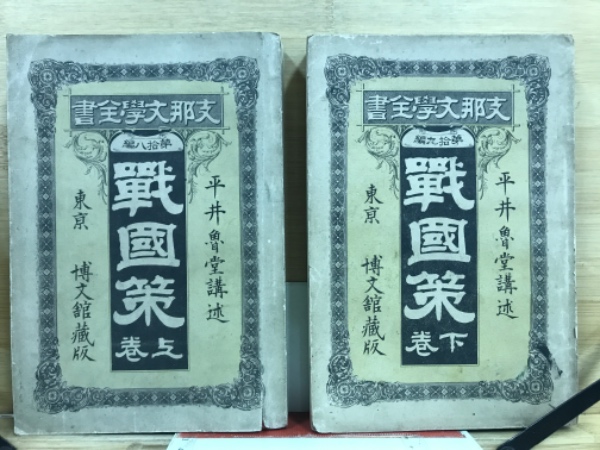 支那文學全書
第拾八編
平井魯堂講述
戰國策
上卷
東京 博文館藏版
支那文學全書
第拾九編
平井魯堂講述
戰國策
下卷
東京 博文館藏版